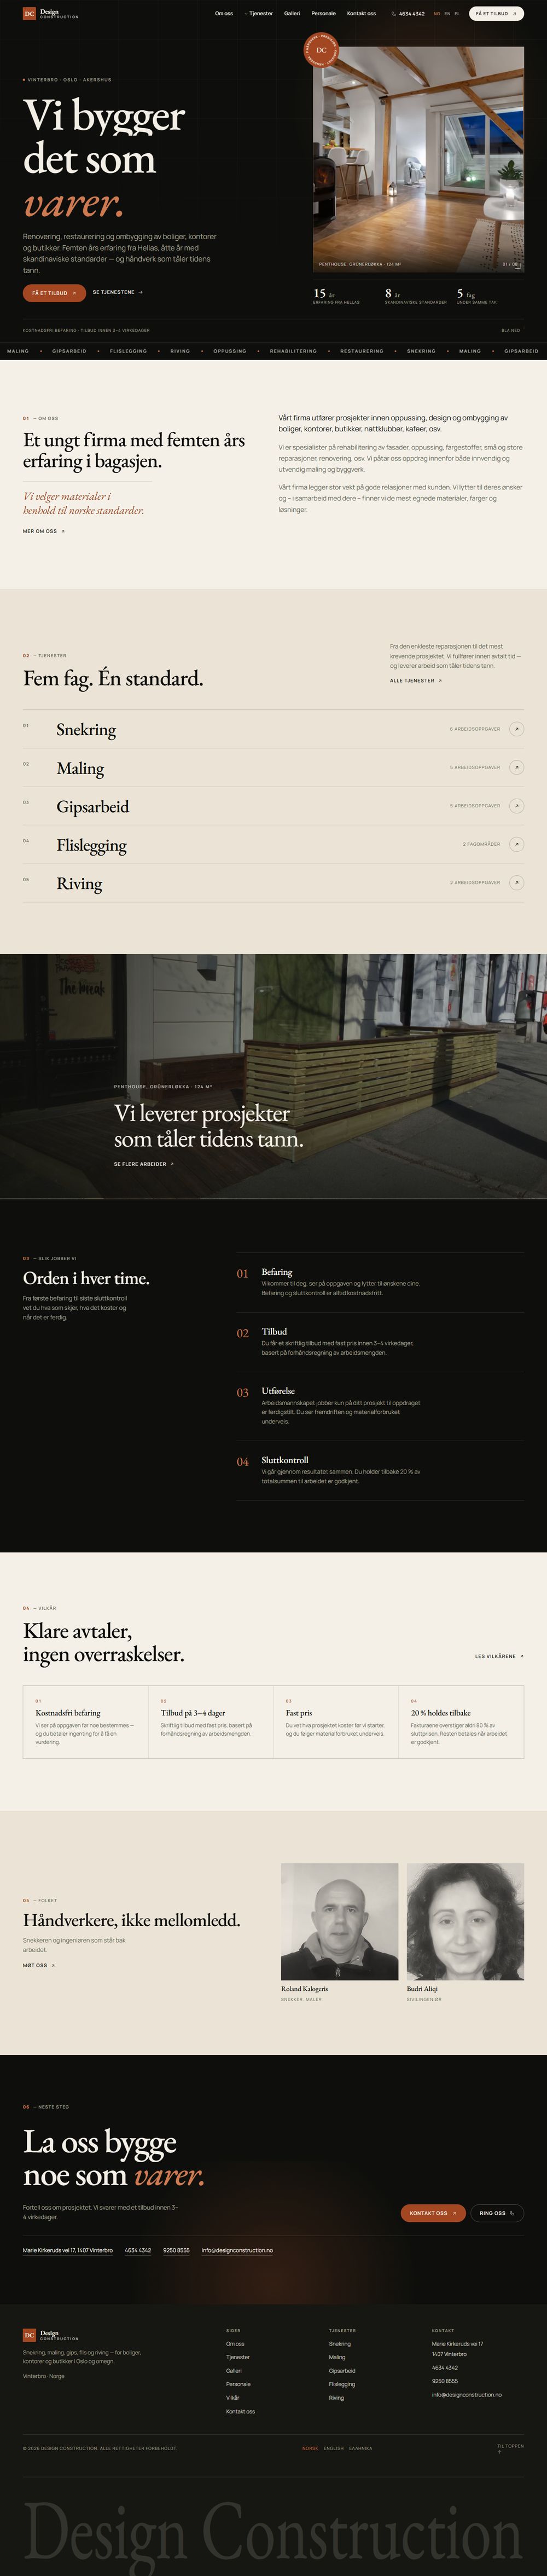 DC Design CONSTRUCTION
Om oss Tjenester Galleri Personale Kontakt oss 4634 4342 NO EN EL FÅ ET TILBUD
DC
VINTERBRO · OSLO · AKERSHUS
Vi bygger
det som
varer.
Renovering, restaurering og ombygging av boliger, kontorer
og butikker. Femten års erfaring fra Hellas, åtte år med
skandinaviske standarder — og håndverk som tåler tidens
tann.
FÅ ET TILBUD ↗ SE TJENESTENE →
PENTHOUSE, GRÜNERLØKKA · 124 M²
01 / 08
15 år 8 år 5 fag
ERFARING FRA HELLAS SKANDINAVISKE STANDARDER UNDER SAMME TAK
KOSTNADSFRI BEFARING · TILBUD INNEN 3–4 VIRKEDAGER
BLA NED
MALING • GIPSARBEID • FLISLEGGING • RIVING • OPPUSSING • REHABILITERING • RESTAURERING • SNEKRING • MALING • GIPSARBEID
01 — OM OSS
Et ungt firma med femten års
erfaring i bagasjen.
Vi velger materialer i
henhold til norske standarder.
MER OM OSS ↗
Vårt firma utfører prosjekter innen oppussing, design og ombygging av
boliger, kontorer, butikker, nattklubber, kafeer, osv.
Vi er spesialister på rehabilitering av fasader, oppussing, fargestoffer, små og store
reparasjoner, renovering, osv. Vi påtar oss oppdrag innenfor både innvendig og
utvendig maling og byggverk.
Vårt firma legger stor vekt på gode relasjoner med kunden. Vi lytter til deres ønsker
og – i samarbeid med dere – finner vi de mest egnede materialer, farger og
løsninger.
02 — TJENESTER
Fem fag. Én standard.
Fra den enkleste reparasjonen til det mest
krevende prosjektet. Vi fullfører innen avtalt tid —
og leverer arbeid som tåler tidens tann.
ALLE TJENESTER ↗
01 Snekring 6 ARBEIDSOPPGAVER ↗
02 Maling 5 ARBEIDSOPPGAVER ↗
03 Gipsarbeid 5 ARBEIDSOPPGAVER ↗
04 Flislegging 2 FAGOMRÅDER ↗
05 Riving 2 ARBEIDSOPPGAVER ↗
PENTHOUSE, GRÜNERLØKKA · 124 M²
Vi leverer prosjekter
som tåler tidens tann.
SE FLERE ARBEIDER ↗
03 — SLIK JOBBER VI
Orden i hver time.
Fra første befaring til siste sluttkontroll
vet du hva som skjer, hva det koster og
når det er ferdig.
01 Befaring
Vi kommer til deg, ser på oppgaven og lytter til ønskene dine.
Befaring og sluttkontroll er alltid kostnadsfritt.
02 Tilbud
Du får et skriftlig tilbud med fast pris innen 3–4 virkedager,
basert på forhåndsregning av arbeidsmengden.
03 Utførelse
Arbeidsmannskapet jobber kun på ditt prosjekt til oppdraget
er ferdigstilt. Du ser fremdriften og materialforbruket
underveis.
04 Sluttkontroll
Vi går gjennom resultatet sammen. Du holder tilbake 20 % av
totalsummen til arbeidet er godkjent.
04 — VILKÅR
Klare avtaler,
ingen overraskelser.
LES VILKÅRENE ↗
01
Kostnadsfri befaring
Vi ser på oppgaven før noe bestemmes —
og du betaler ingenting for å få en
vurdering.
02
Tilbud på 3–4 dager
Skriftlig tilbud med fast pris, basert på
forhåndsregning av arbeidsmengden.
03
Fast pris
Du vet hva prosjektet koster før vi starter,
og du følger materialforbruket underveis.
04
20 % holdes tilbake
Fakturaene overstiger aldri 80 % av
sluttprisen. Resten betales når arbeidet
er godkjent.
05 — FOLKET
Håndverkere, ikke mellomledd.
Snekkeren og ingeniøren som står bak
arbeidet.
MØT OSS ↗
Roland Kalogeris
SNEKKER, MALER
Budri Aliqi
SIVILINGENIØR
06 — NESTE STEG
La oss bygge
noe som varer.
Fortell oss om prosjektet. Vi svarer med et tilbud innen 3–
4 virkedager.
KONTAKT OSS ↗ RING OSS
Marie Kirkeruds vei 17, 1407 Vinterbro 4634 4342 9250 8555 info@designconstruction.no
DC Design CONSTRUCTION
Snekring, maling, gips, flis og riving — for boliger,
kontorer og butikker i Oslo og omegn.
Vinterbro · Norge
SIDER
Om oss
Tjenester
Galleri
Personale
Vilkår
Kontakt oss
TJENESTER
Snekring
Maling
Gipsarbeid
Flislegging
Riving
KONTAKT
Marie Kirkeruds vei 17
1407 Vinterbro
4634 4342
9250 8555
info@designconstruction.no
© 2026 DESIGN CONSTRUCTION. ALLE RETTIGHETER FORBEHOLDT.
NORSK ENGLISH ΕΛΛΗΝΙΚΑ
TIL TOPPEN ↑
Design Construction